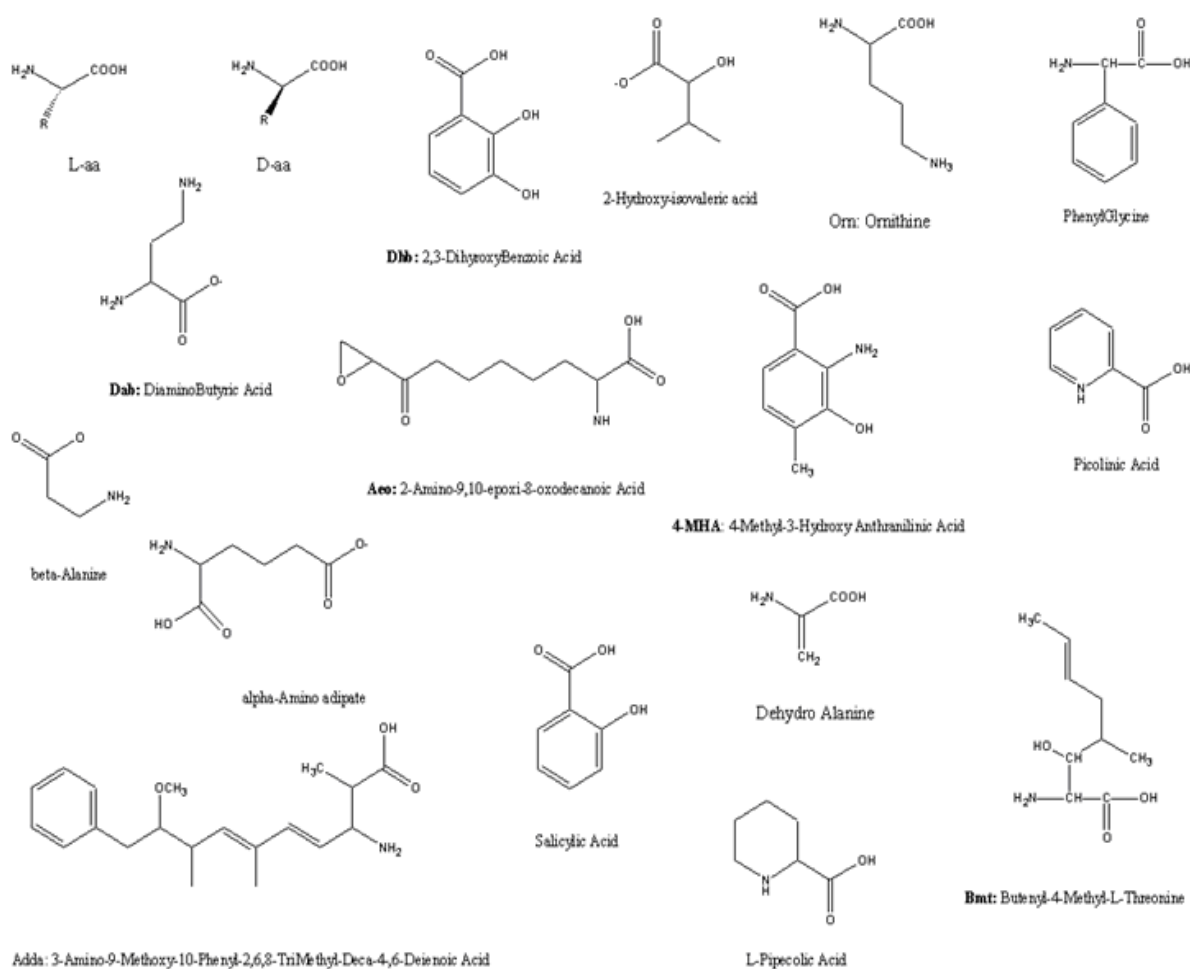 H₂N COOH R
L-aa
H₂N COOH R
D-aa
O OH OH OH
Dhb: 2,3-DihyroxyBenzoic Acid
O OH -O
2-Hydroxy-isovaleric acid
H₂N COOH NH₃
Orn: Ornithine
O H₂N CH C OH
PhenylGlycine
NH₂ H₂N O- O
Dab: DiaminoButyric Acid
O O OH O NH
Aeo: 2-Amino-9,10-epoxi-8-oxodecanoic Acid
O OH NH₂ OH CH₃
4-MHA: 4-Methyl-3-Hydroxy Anthranilinic Acid
N H OH O
Picolinic Acid
O O NH₂
beta-Alanine
H₂N HO O O- O
alpha-Amino adipate
O OH OH
Salicylic Acid
H₂N COOH CH₂
Dehydro Alanine
H₃C HO CH CH₃ H₂N CH C OH O
Bmt: Butenyl-4-Methyl-L-Threonine
OCH₃ H₃C OH O NH₂
Adda: 3-Amino-9-Methoxy-10-Phenyl-2,6,8-TriMethyl-Deca-4,6-Deienoic Acid
N H OH O
L-Pipecolic Acid